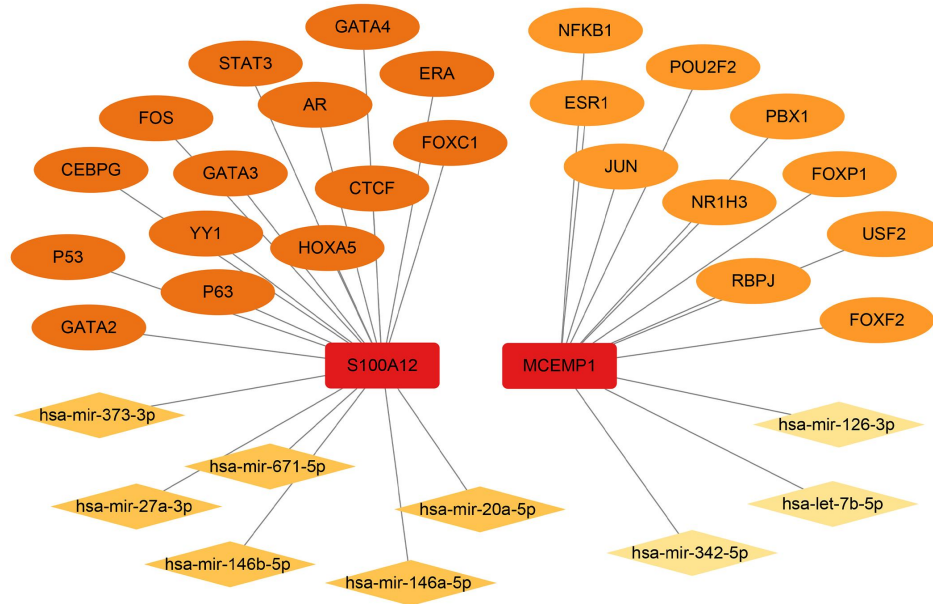 GATA4
NFKB1
STAT3
ERA
POU2F2
AR
ESR1
FOS
PBX1
FOXC1
CEBPG
GATA3
JUN
FOXP1
CTCF
NR1H3
YY1
HOXA5
USF2
P53
P63
RBPJ
GATA2
FOXF2
S100A12
MCEMP1
hsa-mir-373-3p
hsa-mir-126-3p
hsa-mir-671-5p
hsa-mir-27a-3p
hsa-mir-20a-5p
hsa-let-7b-5p
hsa-mir-146b-5p
hsa-mir-342-5p
hsa-mir-146a-5p